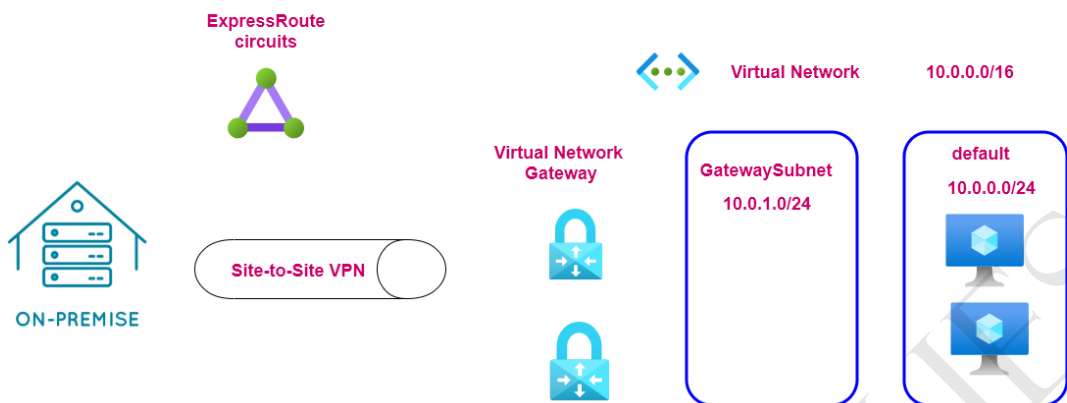 ExpressRoute
circuits
Virtual Network
10.0.0.0/16
Virtual Network
Gateway
GatewaySubnet
10.0.1.0/24
default
10.0.0.0/24
Site-to-Site VPN
ON-PREMISE